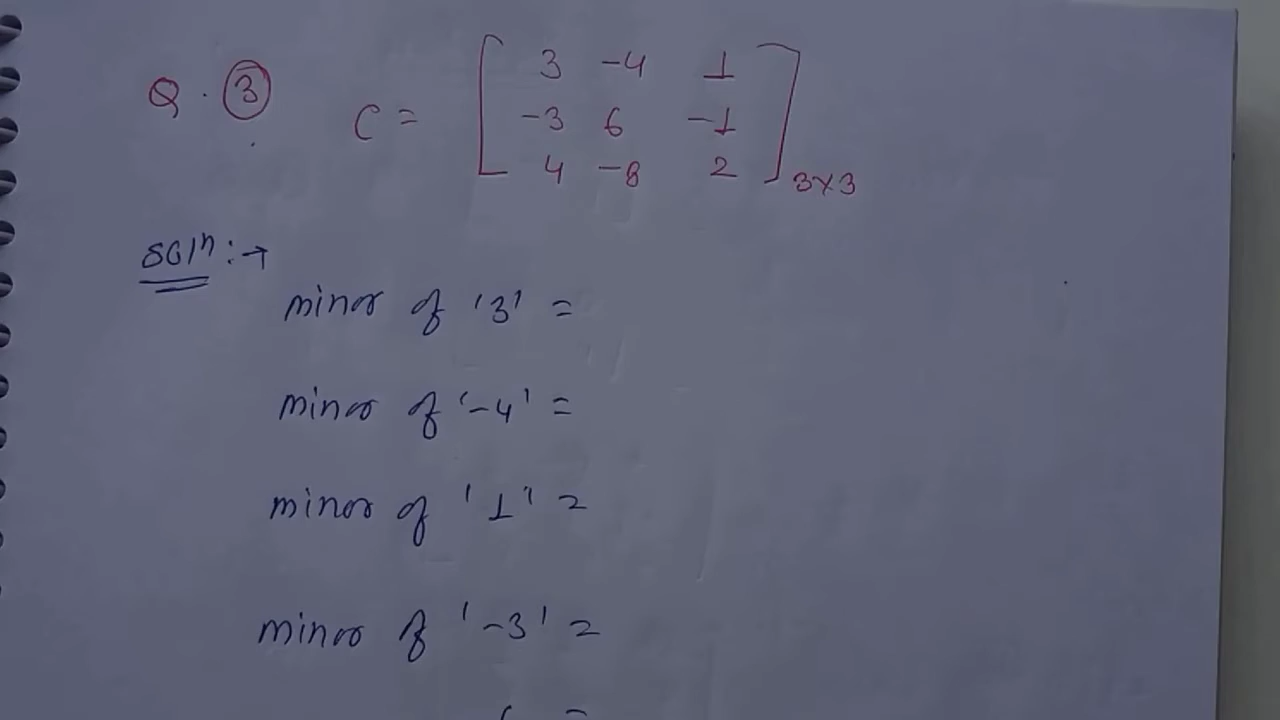 Q. 3 C = [ 3 -4 1
-3 6 -1
4 -8 2 ] 3×3
Solⁿ :→
minor of '3' =
minor of '-4' =
minor of '1' =
minor of '-3' =